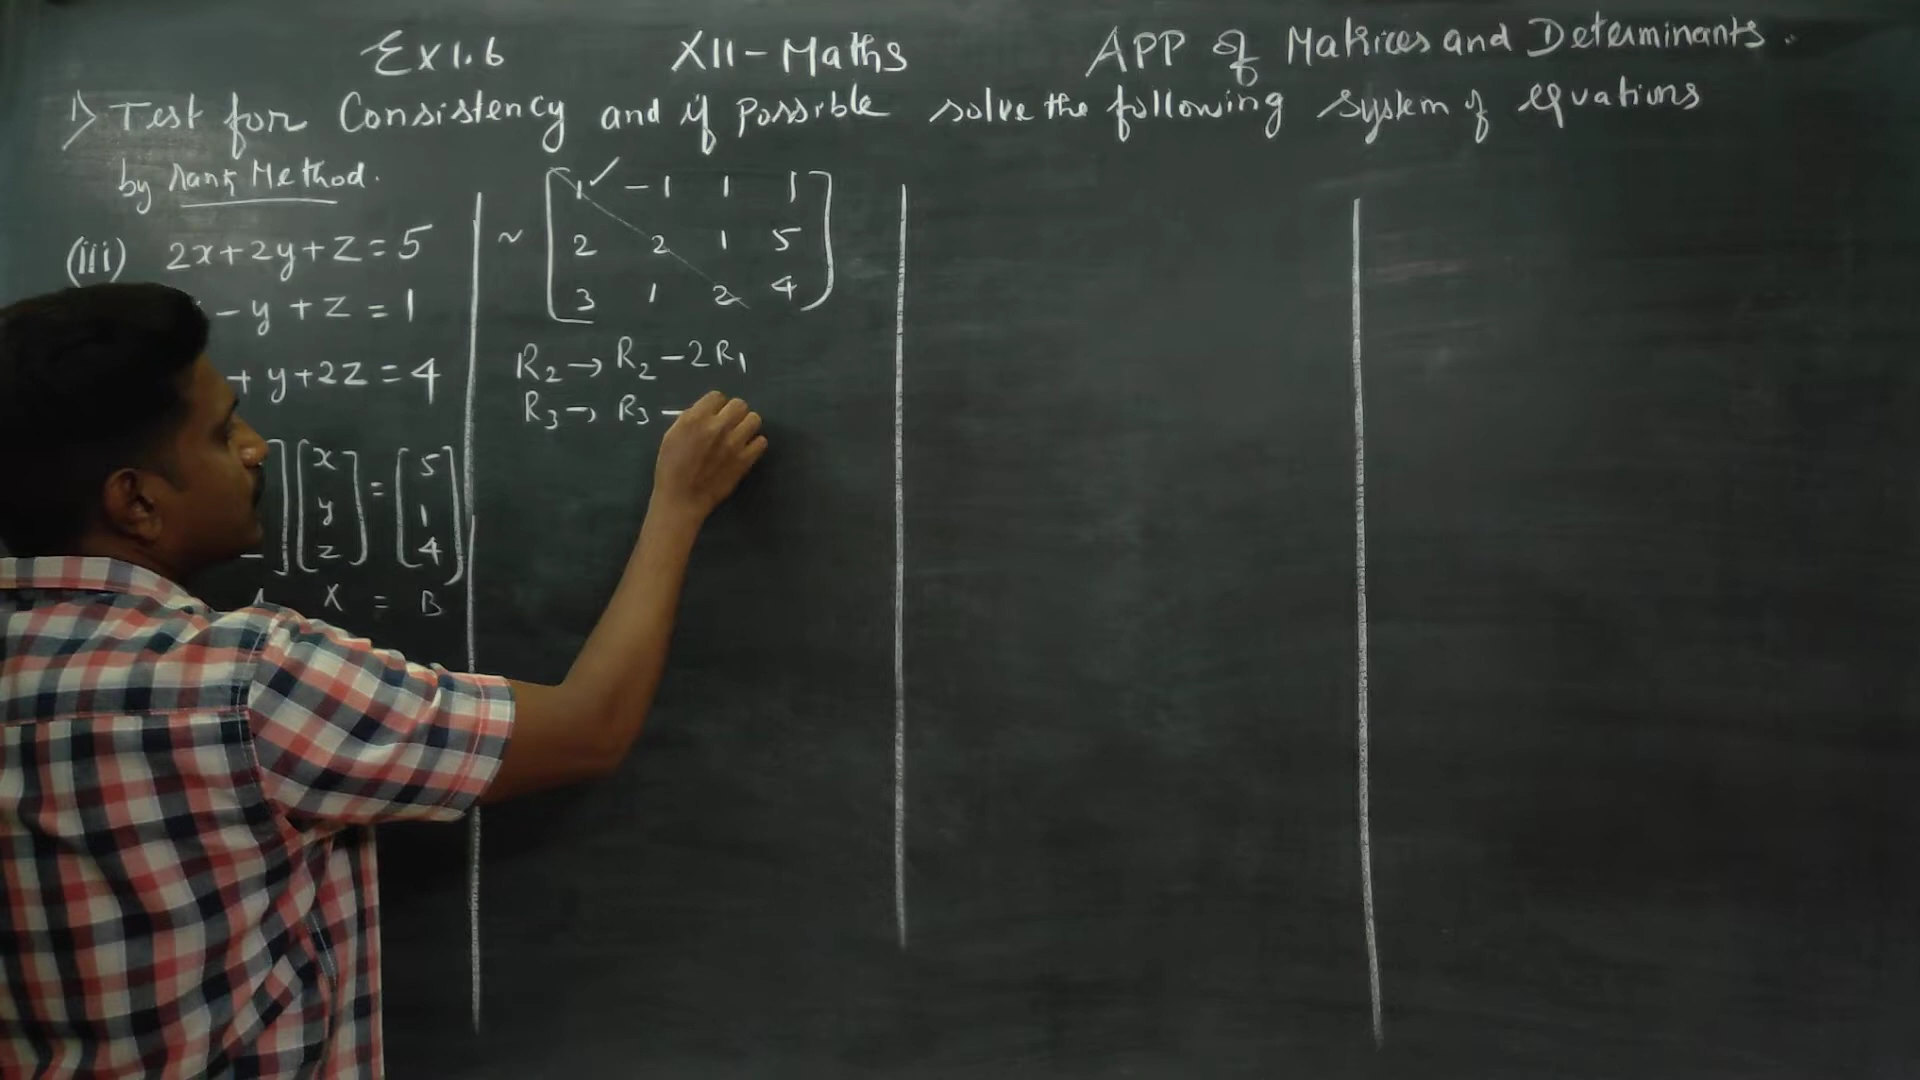 Ex 1.6 XII - Maths APP of Matrices and Determinants.
1) Test for Consistency and if possible solve the following system of equations
by rank Method.
(iii) 2x + 2y + z = 5
- y + z = 1
+ y + 2z = 4
[x y z] = [5 1 4]
X = B
~ [1 ✓ -1 1 1
2 2 1 5
3 1 2 4]
R2 → R2 - 2R1
R3 → R3 -